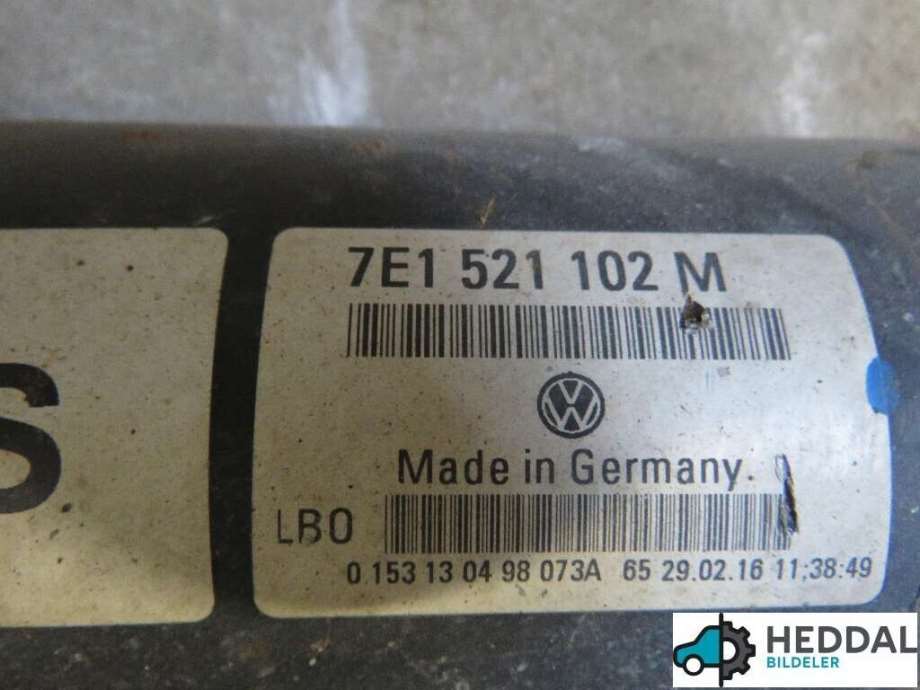 7E1 521 102 M
S
Made in Germany.
LB0
0 153 13 04 98 073A 65 29.02.16 11:38:49
HEDDAL
BILDELER